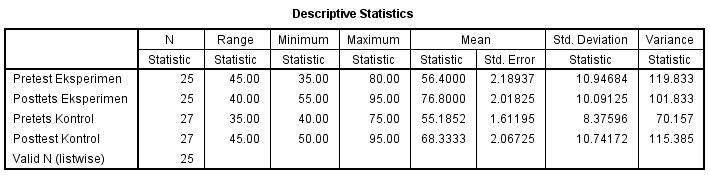 Descriptive Statistics
N Range Minimum Maximum Mean Std. Deviation Variance
Statistic Statistic Statistic Statistic Statistic Std. Error Statistic Statistic
Pretest Eksperimen 25 45.00 35.00 80.00 56.4000 2.18937 10.94684 119.833
Posttets Eksperimen 25 40.00 55.00 95.00 76.8000 2.01825 10.09125 101.833
Pretets Kontrol 27 35.00 40.00 75.00 55.1852 1.61195 8.37596 70.157
Posttest Kontrol 27 45.00 50.00 95.00 68.3333 2.06725 10.74172 115.385
Valid N (listwise) 25